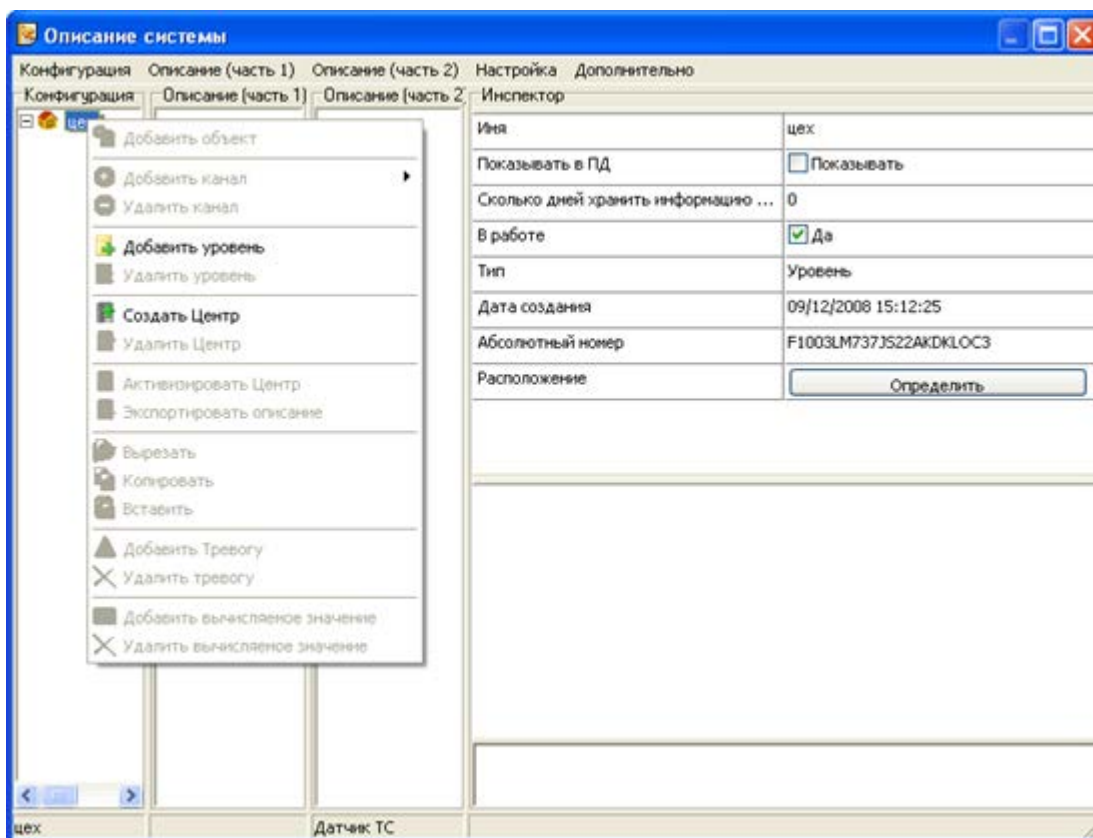 Описание системы
Конфигурация Описание (часть 1) Описание (часть 2) Настройка Дополнительно
Конфигурация Описание (часть 1) Описание (часть 2 Инспектор
Добавить объект
Добавить канал
Удалить канал
Добавить уровень
Удалить уровень
Создать Центр
Удалить Центр
Активизировать Центр
Экспортировать описание
Вырезать
Копировать
Вставить
Добавить Тревогу
Удалить тревогу
Добавить вычисляемое значение
Удалить вычисляемое значение
Имя цех
Показывать в ПД Показывать
Сколько дней хранить информацию ... 0
В работе Да
Тип Уровень
Дата создания 09/12/2008 15:12:25
Абсолютный номер F1003LM737JS22AKDKLOC3
Расположение Определить
цех Датчик ТС